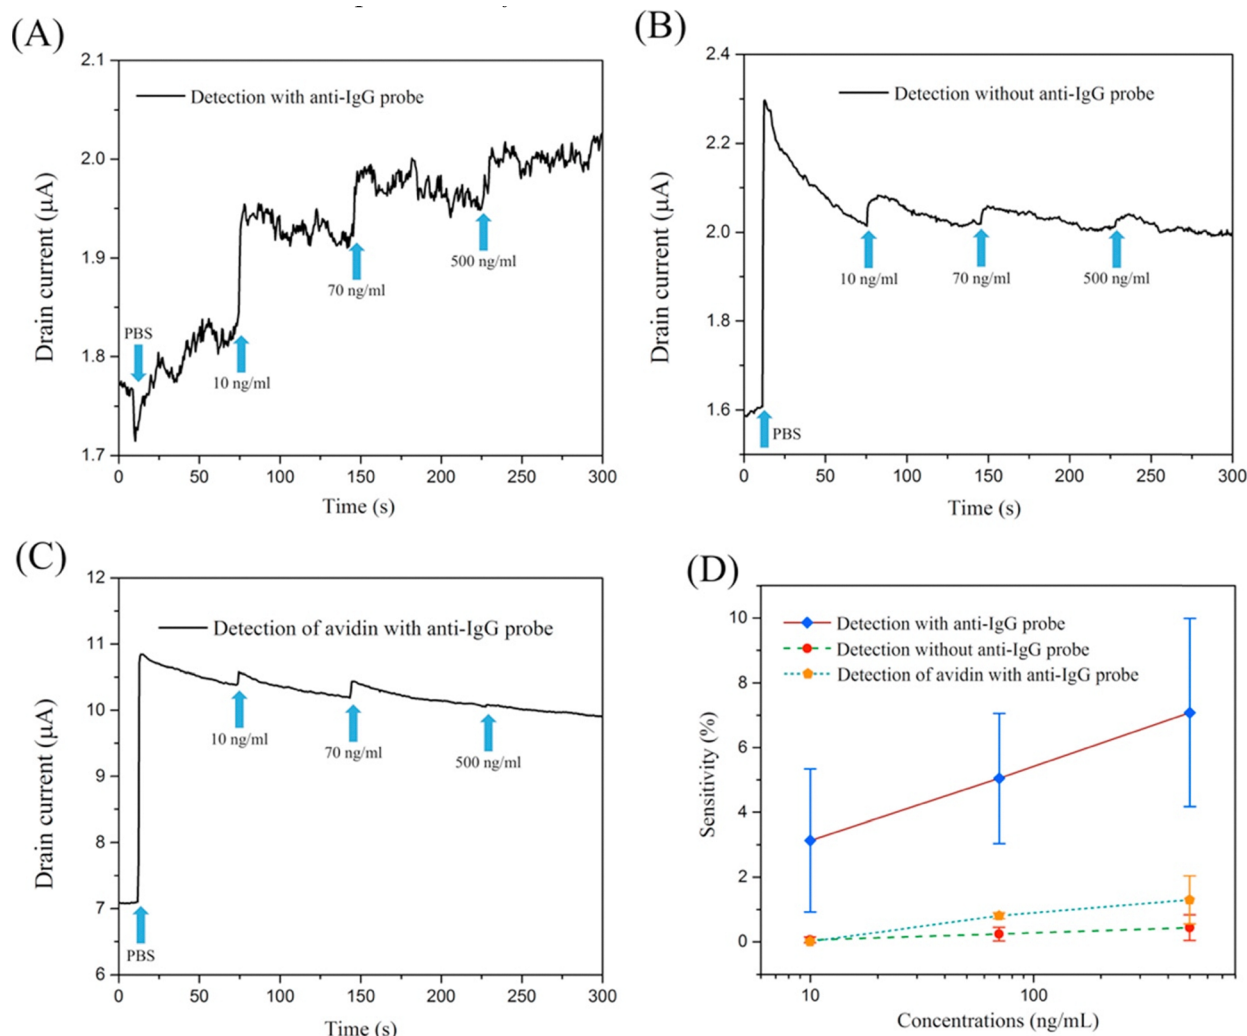 (A)
2.1
2.0
1.9
1.8
1.7
Drain current (μA)
Detection with anti-IgG probe
PBS
10 ng/ml
70 ng/ml
500 ng/ml
0 50 100 150 200 250 300
Time (s)
(B)
2.4
2.2
2.0
1.8
1.6
Drain current (μA)
Detection without anti-IgG probe
10 ng/ml
70 ng/ml
500 ng/ml
PBS
0 50 100 150 200 250 300
Time (s)
(C)
12
11
10
9
8
7
6
Drain current (μA)
Detection of avidin with anti-IgG probe
10 ng/ml
70 ng/ml
500 ng/ml
PBS
0 50 100 150 200 250 300
Time (s)
(D)
10
8
6
4
2
0
Sensitivity (%)
Detection with anti-IgG probe
Detection without anti-IgG probe
Detection of avidin with anti-IgG probe
10 100
Concentrations (ng/mL)